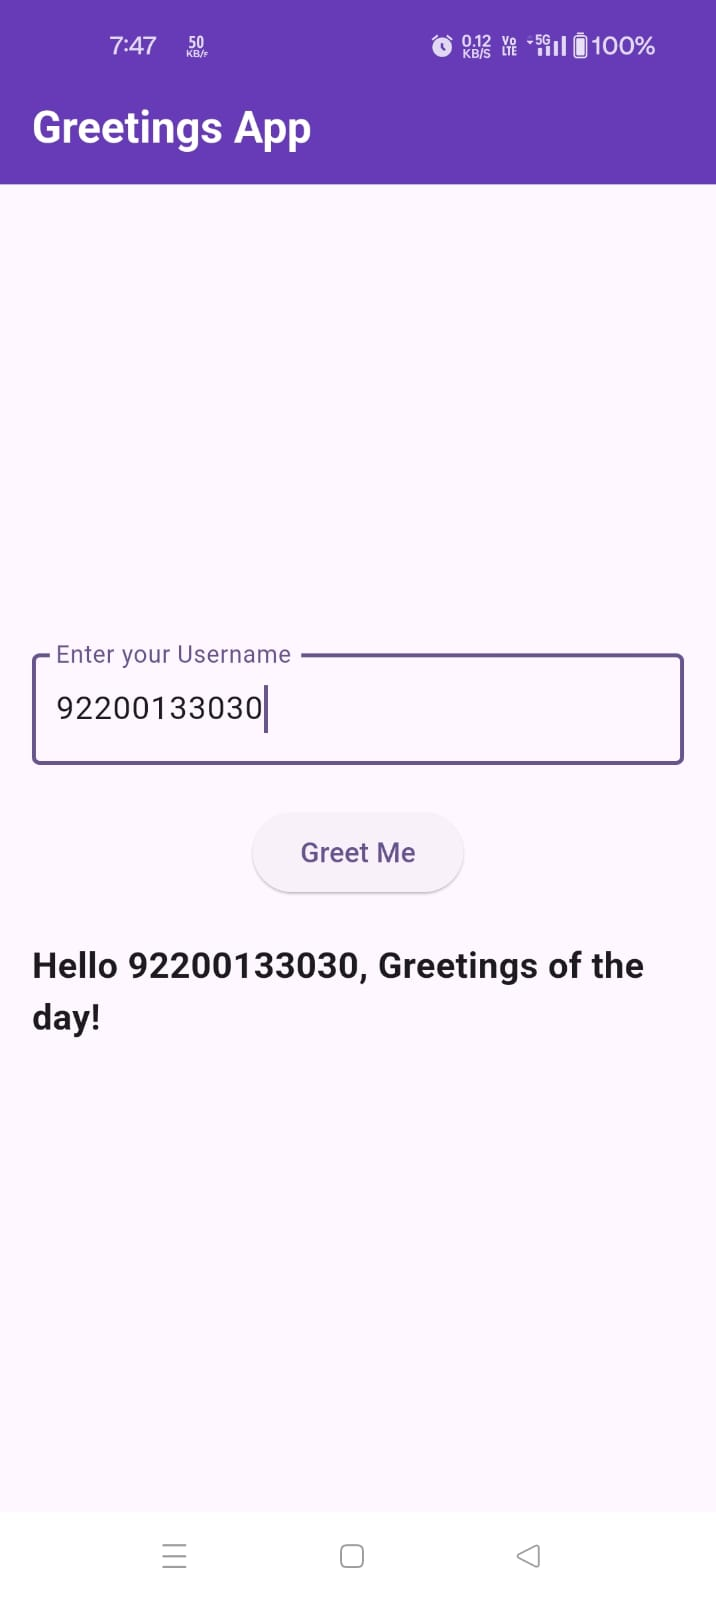 7:47 50 KB/s 0.12 KB/S Vo LTE 5G 100%
Greetings App
Enter your Username
92200133030
Greet Me
Hello 92200133030, Greetings of the
day!